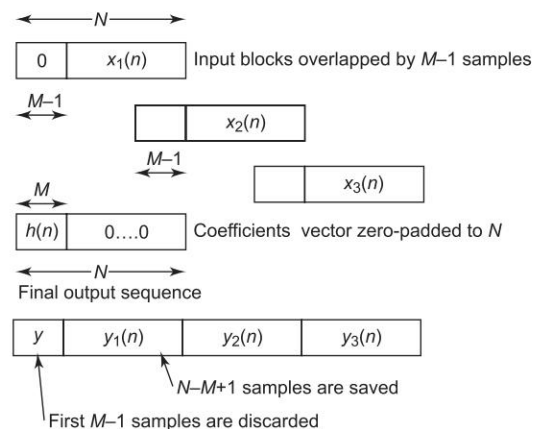 N
0 x₁(n) Input blocks overlapped by M–1 samples
M–1
x₂(n)
M–1
x₃(n)
M
h(n) 0....0 Coefficients vector zero-padded to N
N
Final output sequence
y y₁(n) y₂(n) y₃(n)
N–M+1 samples are saved
First M–1 samples are discarded